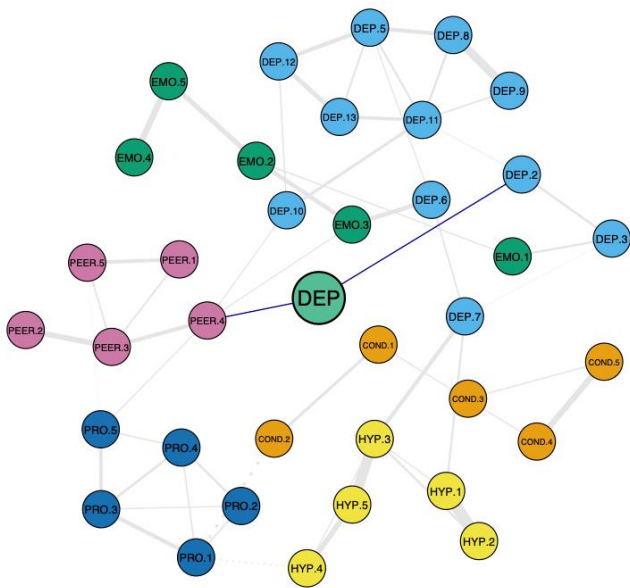 DEP.5
DEP.8
DEP.12
EMO.5
DEP.9
DEP.13
DEP.11
EMO.4
EMO.2
DEP.2
DEP.6
DEP.10
EMO.3
DEP.3
EMO.1
PEER.5
PEER.1
DEP
DEP.7
PEER.4
PEER.2
PEER.3
COND.1
COND.5
COND.3
PRO.5
COND.2
HYP.3
COND.4
PRO.4
HYP.1
PRO.3
PRO.2
HYP.5
HYP.2
PRO.1
HYP.4